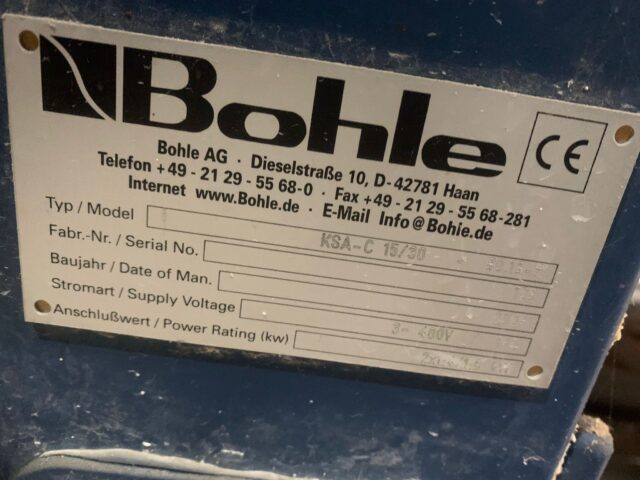 Bohle
CE
Bohle AG · Dieselstraße 10, D-42781 Haan
Telefon +49 - 21 29 - 55 68-0 · Fax +49 - 21 29 - 55 68-281
Internet www.Bohle.de · E-Mail Info@Bohle.de
Typ / Model KSA-C 15/30
Fabr.-Nr. / Serial No.
Baujahr / Date of Man.
Stromart / Supply Voltage 3~ 400V
Anschlußwert / Power Rating (kw)